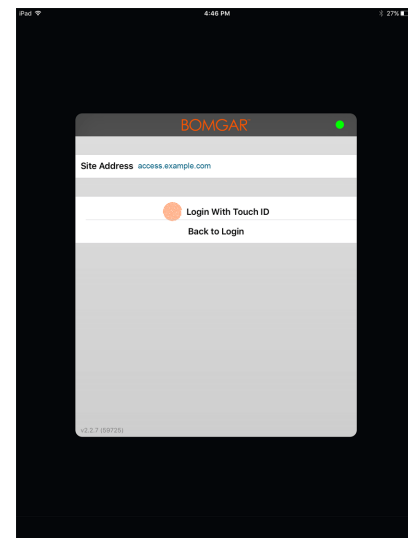 iPad 4:46 PM 27%
BOMGAR
Site Address access.example.com
Login With Touch ID
Back to Login
v2.2.7 (59725)